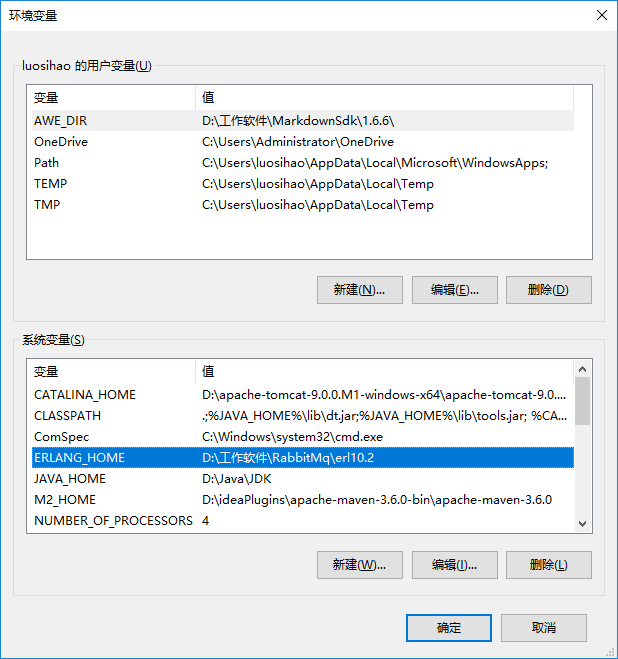 环境变量
luosihao 的用户变量(U)
变量 值
AWE_DIR D:\工作软件\MarkdownSdk\1.6.6\
OneDrive C:\Users\Administrator\OneDrive
Path C:\Users\luosihao\AppData\Local\Microsoft\WindowsApps;
TEMP C:\Users\luosihao\AppData\Local\Temp
TMP C:\Users\luosihao\AppData\Local\Temp
新建(N)... 编辑(E)... 删除(D)
系统变量(S)
变量 值
CATALINA_HOME D:\apache-tomcat-9.0.0.M1-windows-x64\apache-tomcat-9.0....
CLASSPATH .;%JAVA_HOME%\lib\dt.jar;%JAVA_HOME%\lib\tools.jar; %CA...
ComSpec C:\Windows\system32\cmd.exe
ERLANG_HOME D:\工作软件\RabbitMq\erl10.2
JAVA_HOME D:\Java\JDK
M2_HOME D:\ideaPlugins\apache-maven-3.6.0-bin\apache-maven-3.6.0
NUMBER_OF_PROCESSORS 4
新建(W)... 编辑(I)... 删除(L)
确定 取消